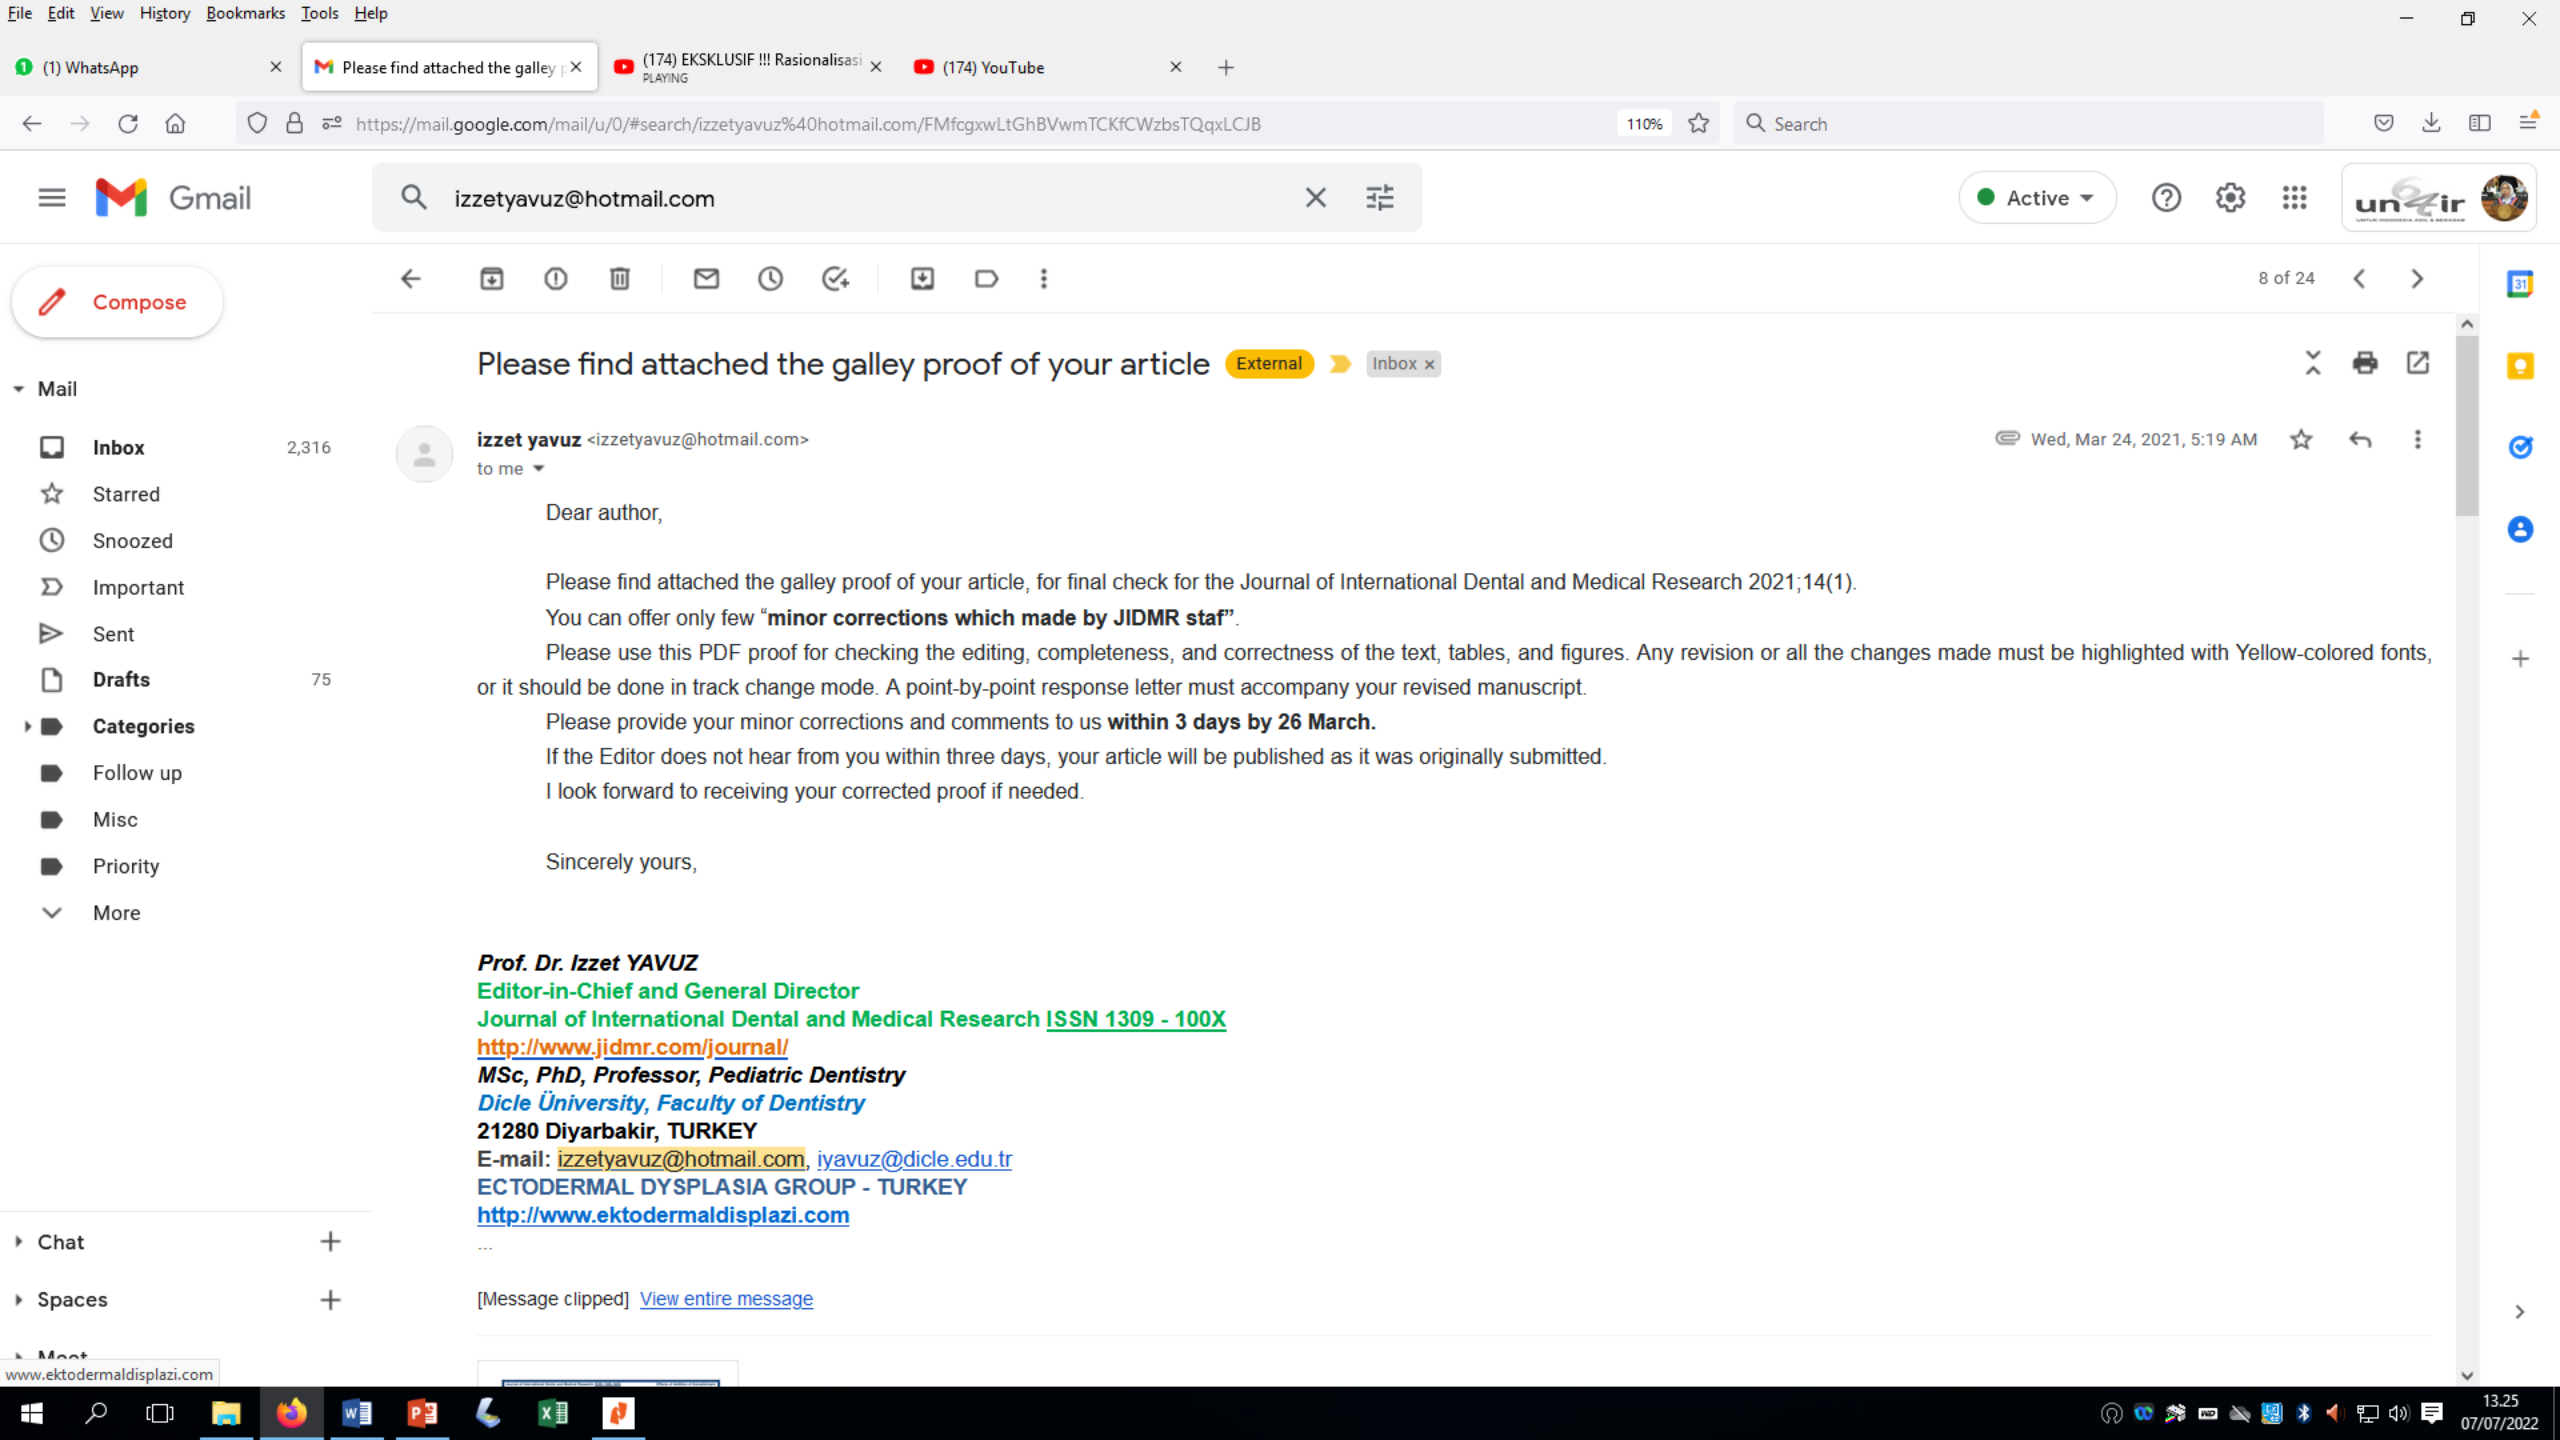 File Edit View History Bookmarks Tools Help
(1) WhatsApp
Please find attached the galley p
(174) EKSKLUSIF !!! Rasionalisasi
PLAYING
(174) YouTube
https://mail.google.com/mail/u/0/#search/izzetyavuz%40hotmail.com/FMfcgxwLtGhBVwmTCKfCWzbsTQqxLCJB
110%
Search
Gmail
izzetyavuz@hotmail.com
Active
Compose
8 of 24
31
Mail
Inbox 2,316
Starred
Snoozed
Important
Sent
Drafts 75
Categories
Follow up
Misc
Priority
More
Chat
Spaces
Meet
www.ektodermaldisplazi.com
Please find attached the galley proof of your article External Inbox x
izzet yavuz <izzetyavuz@hotmail.com>
Wed, Mar 24, 2021, 5:19 AM
to me
Dear author,
Please find attached the galley proof of your article, for final check for the Journal of International Dental and Medical Research 2021;14(1).
You can offer only few “minor corrections which made by JIDMR staf”.
Please use this PDF proof for checking the editing, completeness, and correctness of the text, tables, and figures. Any revision or all the changes made must be highlighted with Yellow-colored fonts,
or it should be done in track change mode. A point-by-point response letter must accompany your revised manuscript.
Please provide your minor corrections and comments to us within 3 days by 26 March.
If the Editor does not hear from you within three days, your article will be published as it was originally submitted.
I look forward to receiving your corrected proof if needed.
Sincerely yours,
Prof. Dr. Izzet YAVUZ
Editor-in-Chief and General Director
Journal of International Dental and Medical Research ISSN 1309 - 100X
http://www.jidmr.com/journal/
MSc, PhD, Professor, Pediatric Dentistry
Dicle Üniversity, Faculty of Dentistry
21280 Diyarbakir, TURKEY
E-mail: izzetyavuz@hotmail.com, iyavuz@dicle.edu.tr
ECTODERMAL DYSPLASIA GROUP - TURKEY
http://www.ektodermaldisplazi.com
...
[Message clipped] View entire message
13.25
07/07/2022